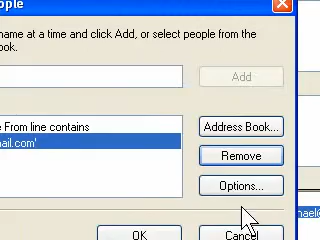 ople
name at a time and click Add, or select people from the
ook.
Add
e From line contains
Address Book...
ail.com'
Remove
Options...
nael@
OK
Cancel